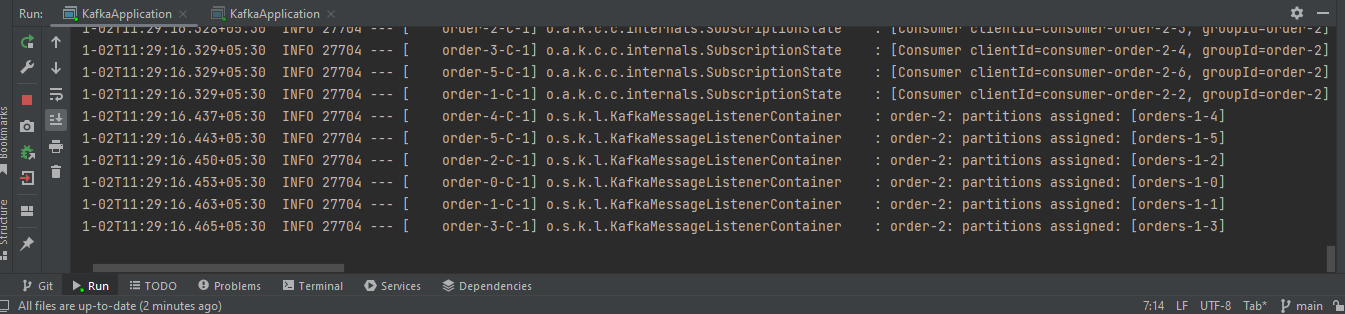 Run: KafkaApplication KafkaApplication
1-02T11:29:16.328+05:30 INFO 27704 --- [ order-2-C-1] o.a.k.c.c.internals.SubscriptionState : [Consumer clientId=consumer-order-2-3, groupId=order-2]
1-02T11:29:16.329+05:30 INFO 27704 --- [ order-3-C-1] o.a.k.c.c.internals.SubscriptionState : [Consumer clientId=consumer-order-2-4, groupId=order-2]
1-02T11:29:16.329+05:30 INFO 27704 --- [ order-5-C-1] o.a.k.c.c.internals.SubscriptionState : [Consumer clientId=consumer-order-2-6, groupId=order-2]
1-02T11:29:16.329+05:30 INFO 27704 --- [ order-1-C-1] o.a.k.c.c.internals.SubscriptionState : [Consumer clientId=consumer-order-2-2, groupId=order-2]
1-02T11:29:16.437+05:30 INFO 27704 --- [ order-4-C-1] o.s.k.l.KafkaMessageListenerContainer : order-2: partitions assigned: [orders-1-4]
1-02T11:29:16.443+05:30 INFO 27704 --- [ order-5-C-1] o.s.k.l.KafkaMessageListenerContainer : order-2: partitions assigned: [orders-1-5]
1-02T11:29:16.450+05:30 INFO 27704 --- [ order-2-C-1] o.s.k.l.KafkaMessageListenerContainer : order-2: partitions assigned: [orders-1-2]
1-02T11:29:16.453+05:30 INFO 27704 --- [ order-0-C-1] o.s.k.l.KafkaMessageListenerContainer : order-2: partitions assigned: [orders-1-0]
1-02T11:29:16.463+05:30 INFO 27704 --- [ order-1-C-1] o.s.k.l.KafkaMessageListenerContainer : order-2: partitions assigned: [orders-1-1]
1-02T11:29:16.465+05:30 INFO 27704 --- [ order-3-C-1] o.s.k.l.KafkaMessageListenerContainer : order-2: partitions assigned: [orders-1-3]
Bookmarks
Structure
Git Run TODO Problems Terminal Services Dependencies
All files are up-to-date (2 minutes ago) 7:14 LF UTF-8 Tab* main